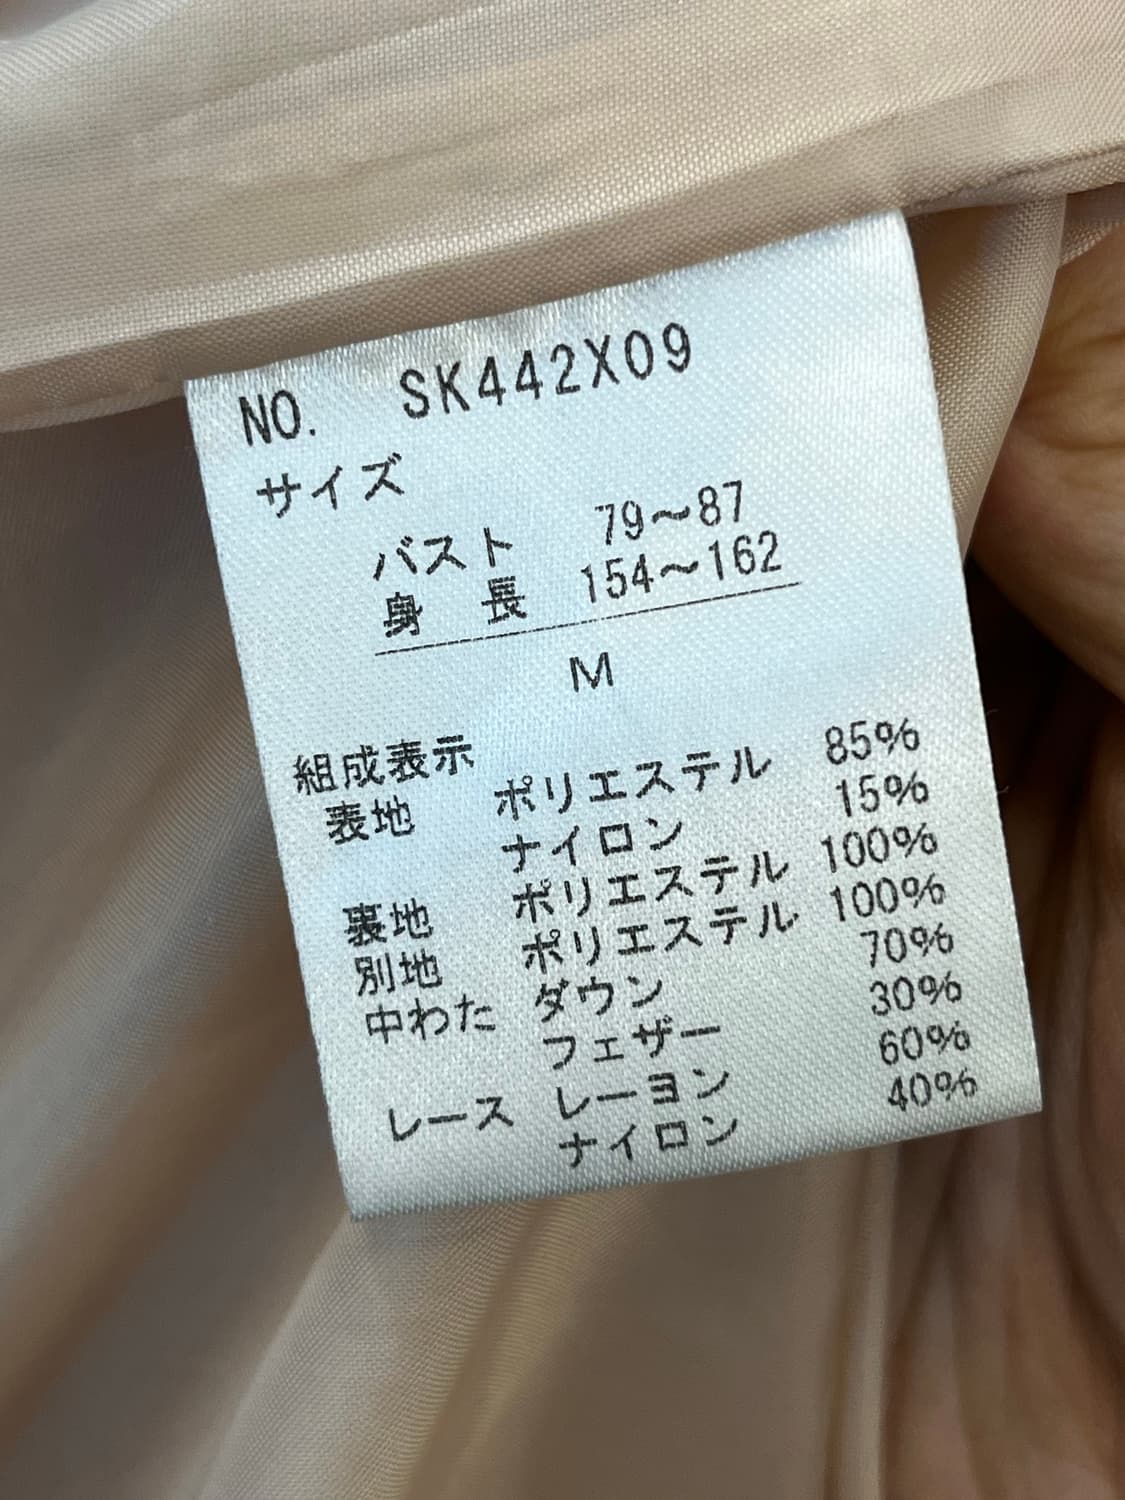 NO. SK442X09
サイズ
バスト 79〜87
身 長 154〜162
M
組成表示
表地 ポリエステル 85%
ナイロン 15%
裏地 ポリエステル 100%
別地 ポリエステル 100%
中わた ダウン 70%
フェザー 30%
レース レーヨン 60%
ナイロン 40%